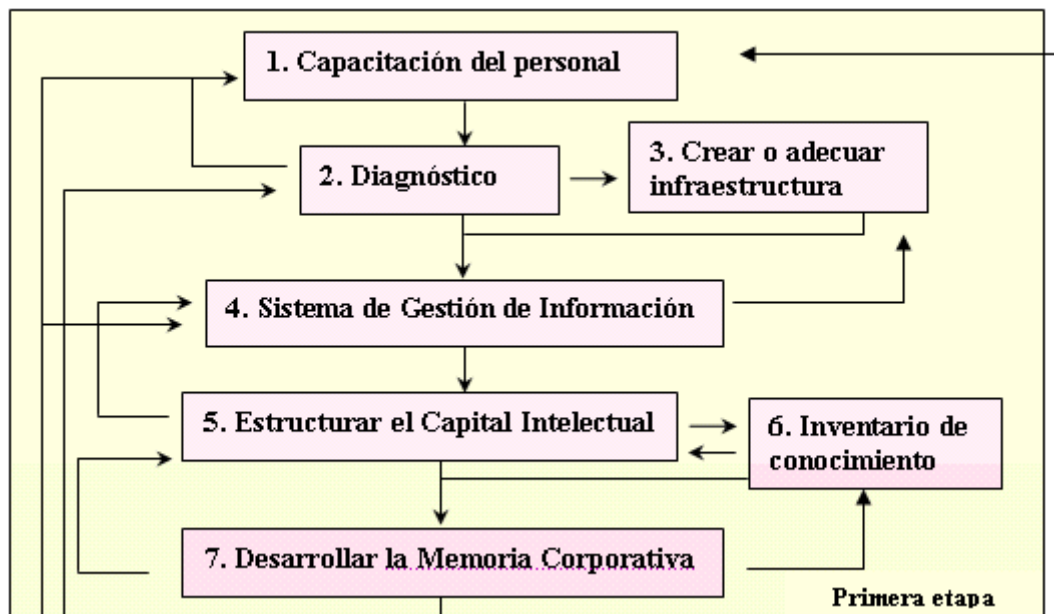 1. Capacitación del personal
2. Diagnóstico
3. Crear o adecuar
infraestructura
4. Sistema de Gestión de Información
5. Estructurar el Capital Intelectual
6. Inventario de
conocimiento
7. Desarrollar la Memoria Corporativa
Primera etapa